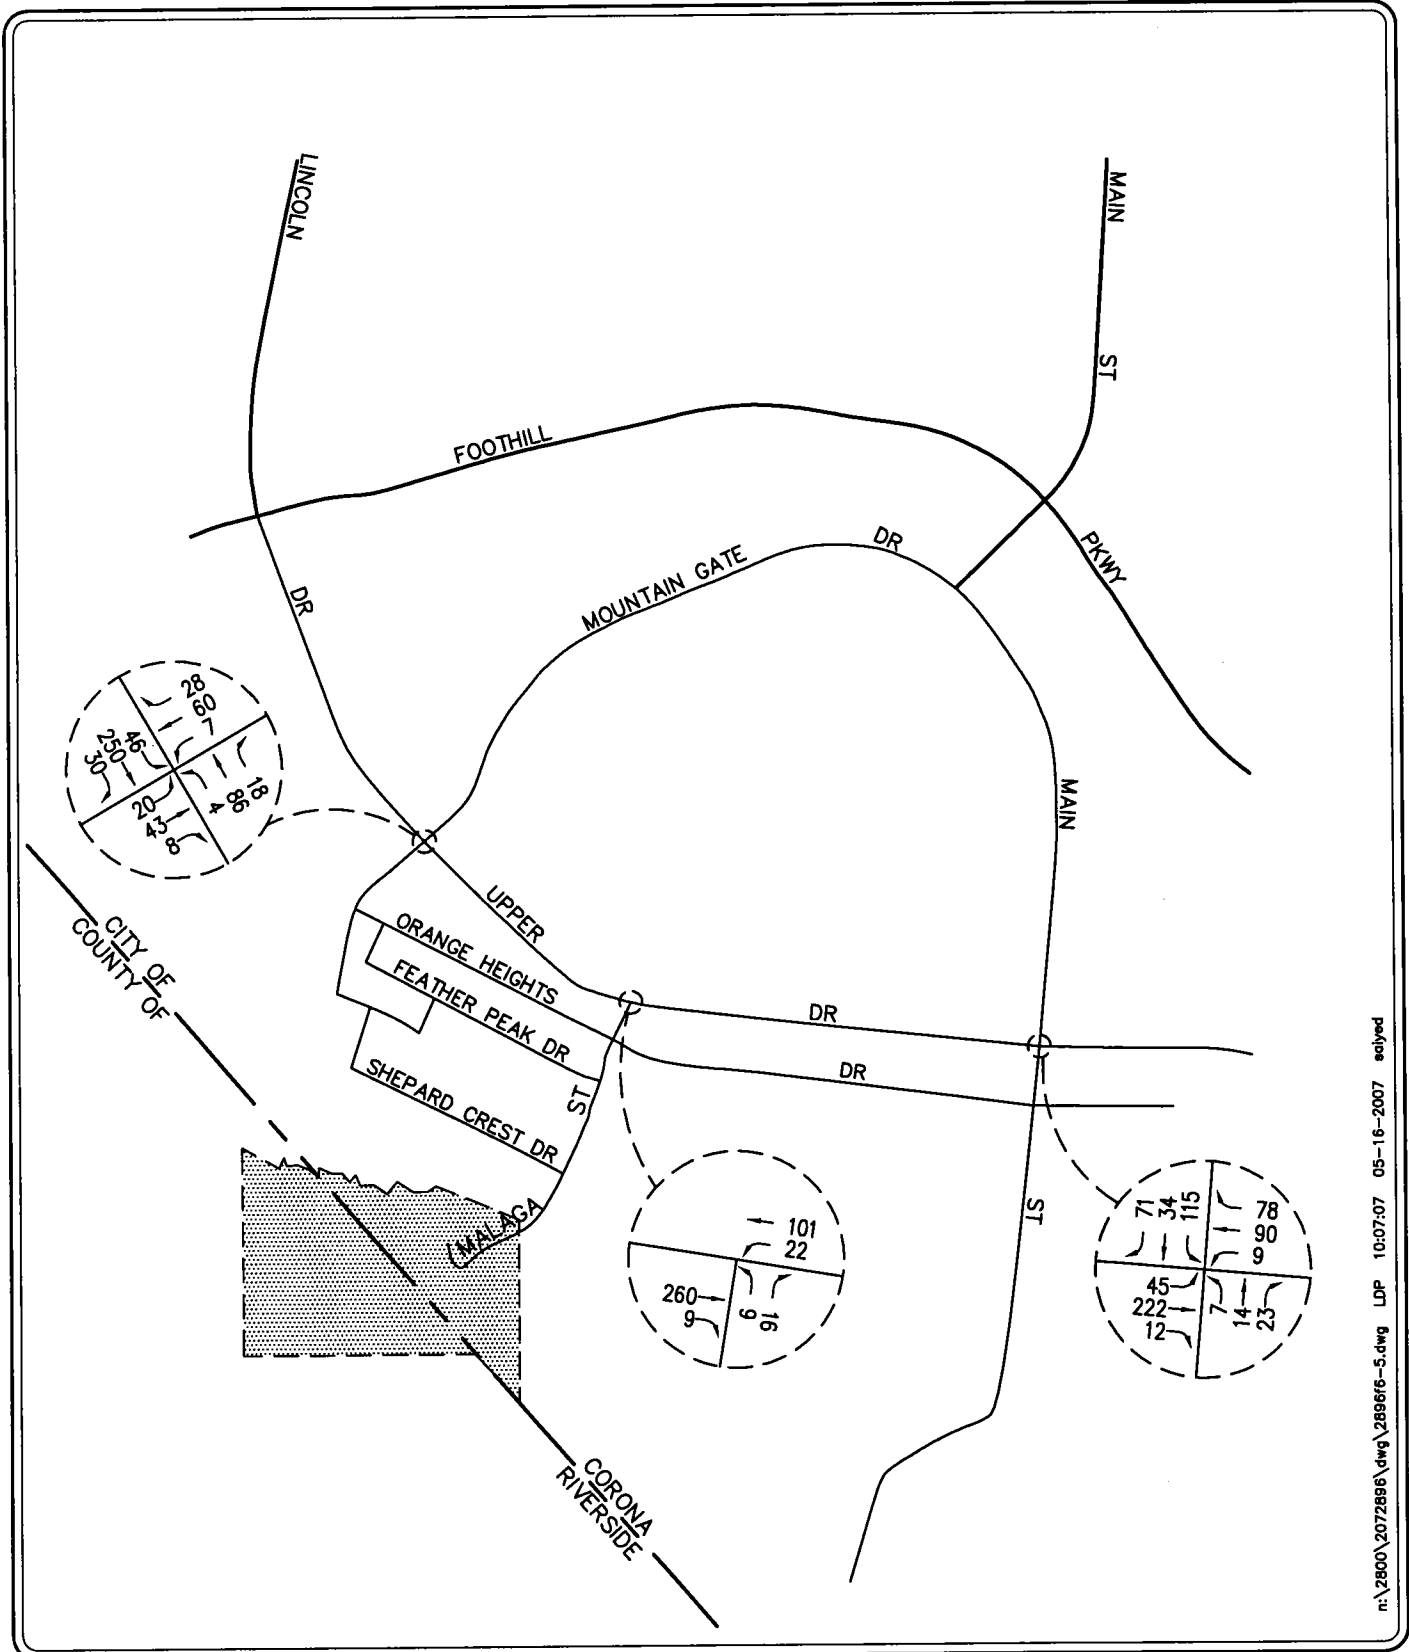 LINCOLN
DR
MAIN
ST
FOOTHILL
PKWY
MOUNTAIN GATE
DR
MAIN
ST
28
60
7
18
86
4
46
250
30
20
43
8
UPPER
DR
ORANGE HEIGHTS
DR
FEATHER PEAK DR
SHEPARD CREST DR
MALAGA
ST
CITY OF
COUNTY OF
CORONA
RIVERSIDE
101
22
260
9
9
16
71
34
115
78
90
9
45
222
12
7
14
23
n:\2800\2072896\dwg\2896f6-5.dwg LDP 10:07:07 05-16-2007 saiyed